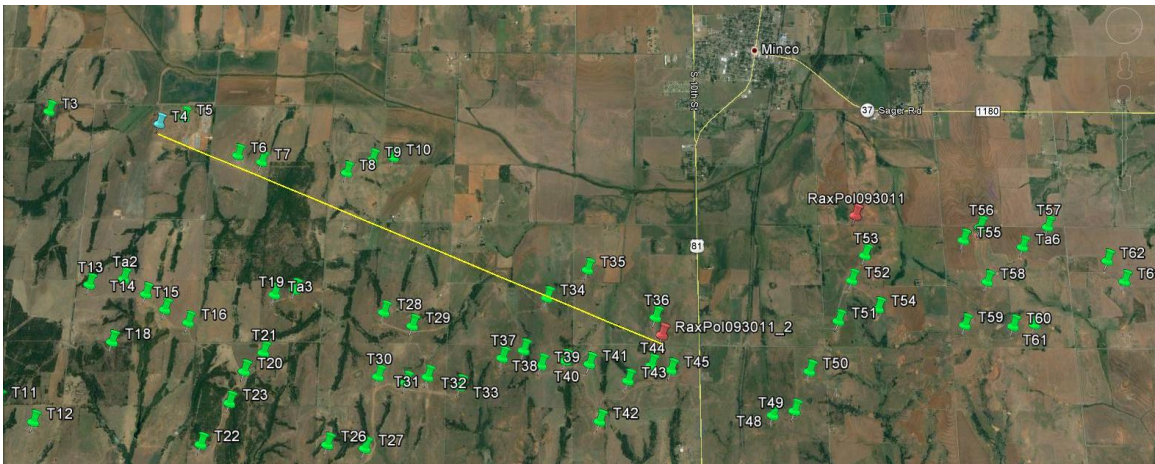 Minco
S 10th St
T3
T4
T5
37
Sager Rd
1180
T6
T7
T8
T9
T10
RaxPol093011
T56
T57
T55
Ta6
81
T53
T62
T35
T13
Ta2
T52
T58
T14
T15
T19
Ta3
T34
T28
T54
T16
T29
T36
T51
T59
T60
RaxPol093011_2
T61
T18
T21
T37
T44
T20
T30
T38
T39
T41
T45
T50
T31
T32
T40
T43
T33
T11
T23
T12
T42
T49
T48
T22
T26
T27